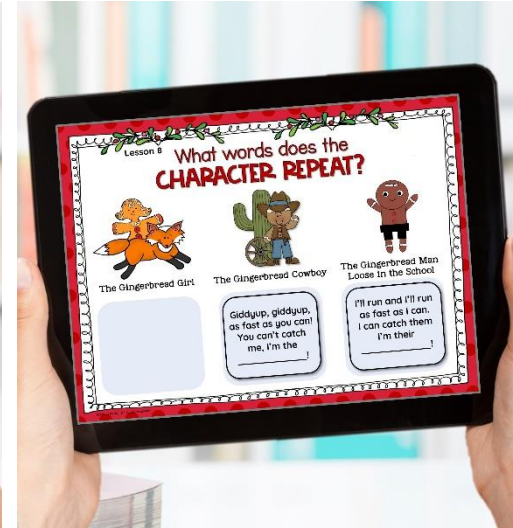 Lesson 8
What words does the
CHARACTER REPEAT?
The Gingerbread Girl
The Gingerbread Cowboy
The Gingerbread Man
Loose in the School
Giddyup, giddyup,
as fast as you can!
You can't catch
me, I'm the
____________!
I'll run and I'll run
as fast as I can.
I can catch them
I'm their
____________!